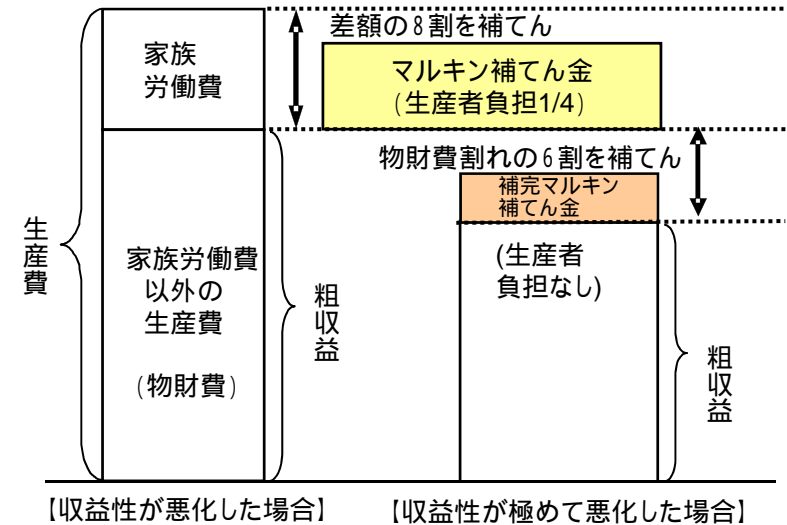 差額の8割を補てん
家族
労働費
マルキン補てん金
(生産者負担1/4)
物財費割れの6割を補てん
補完マルキン
補てん金
生産費
家族労働費
以外の
生産費
(物財費)
粗収益
(生産者
負担なし)
粗収益
【収益性が悪化した場合】
【収益性が極めて悪化した場合】